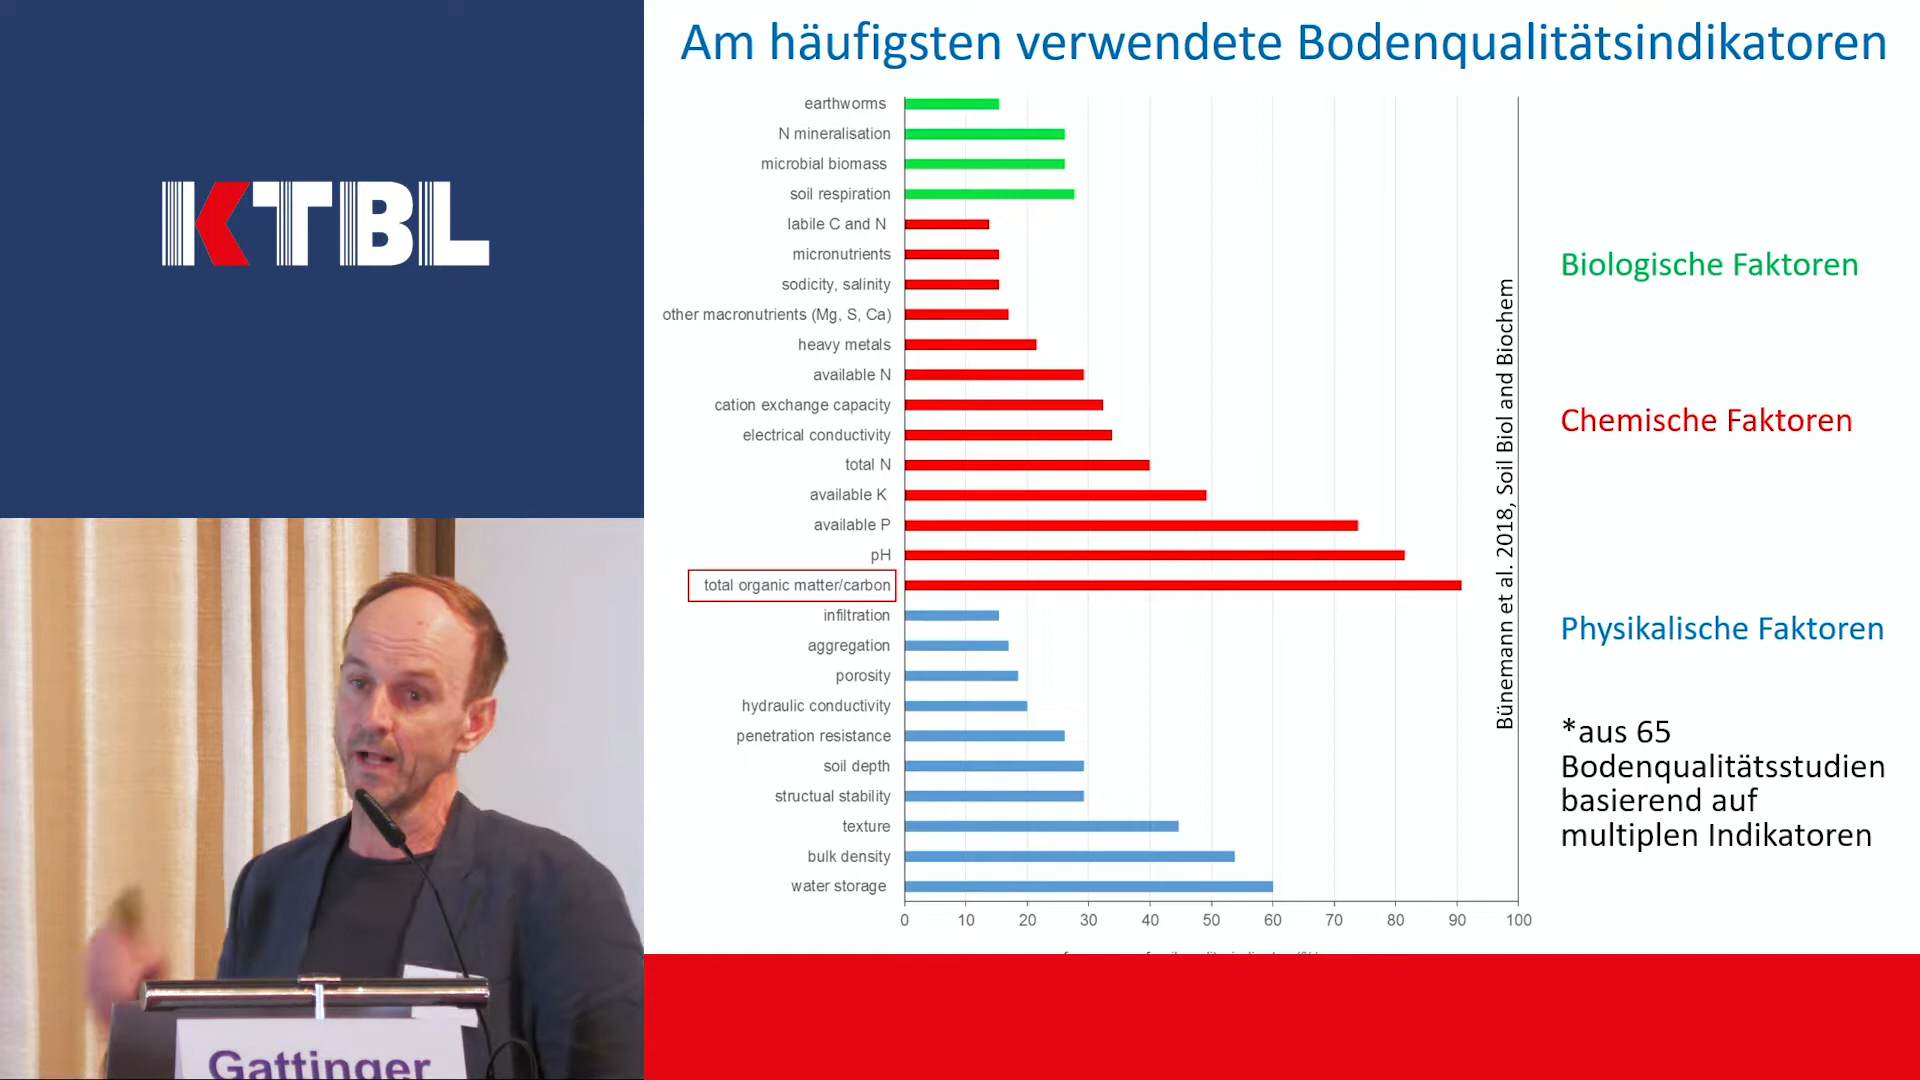 KTBL
Gattinger
Am häufigsten verwendete Bodenqualitätsindikatoren
earthworms
N mineralisation
microbial biomass
soil respiration
labile C and N
micronutrients
sodicity, salinity
other macronutrients (Mg, S, Ca)
heavy metals
available N
cation exchange capacity
electrical conductivity
total N
available K
available P
pH
total organic matter/carbon
infiltration
aggregation
porosity
hydraulic conductivity
penetration resistance
soil depth
structual stability
texture
bulk density
water storage
0 10 20 30 40 50 60 70 80 90 100
Bünemann et al. 2018, Soil Biol and Biochem
Biologische Faktoren
Chemische Faktoren
Physikalische Faktoren
*aus 65
Bodenqualitätsstudien
basierend auf
multiplen Indikatoren